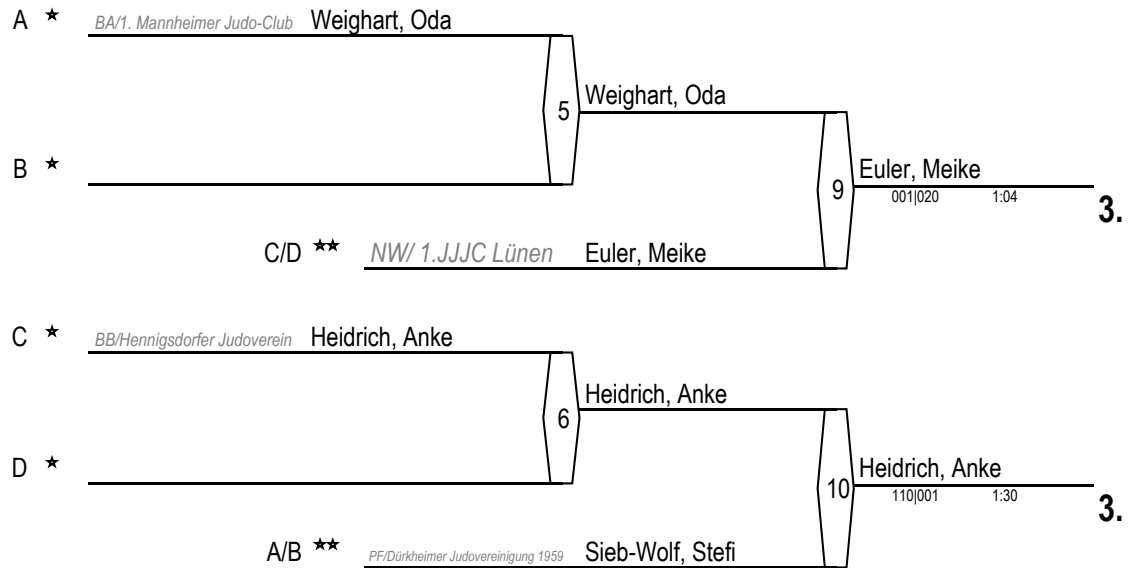 A BA/1. Mannheimer Judo-Club Weighart, Oda
5 Weighart, Oda
B
9 Euler, Meike
001|020 1:04
3.
C/D NW/ 1.JJJC Lünen Euler, Meike
C BB/Hennigsdorfer Judoverein Heidrich, Anke
6 Heidrich, Anke
D
10 Heidrich, Anke
110|001 1:30
3.
A/B PF/Dürkheimer Judovereinigung 1959 Sieb-Wolf, Stefi